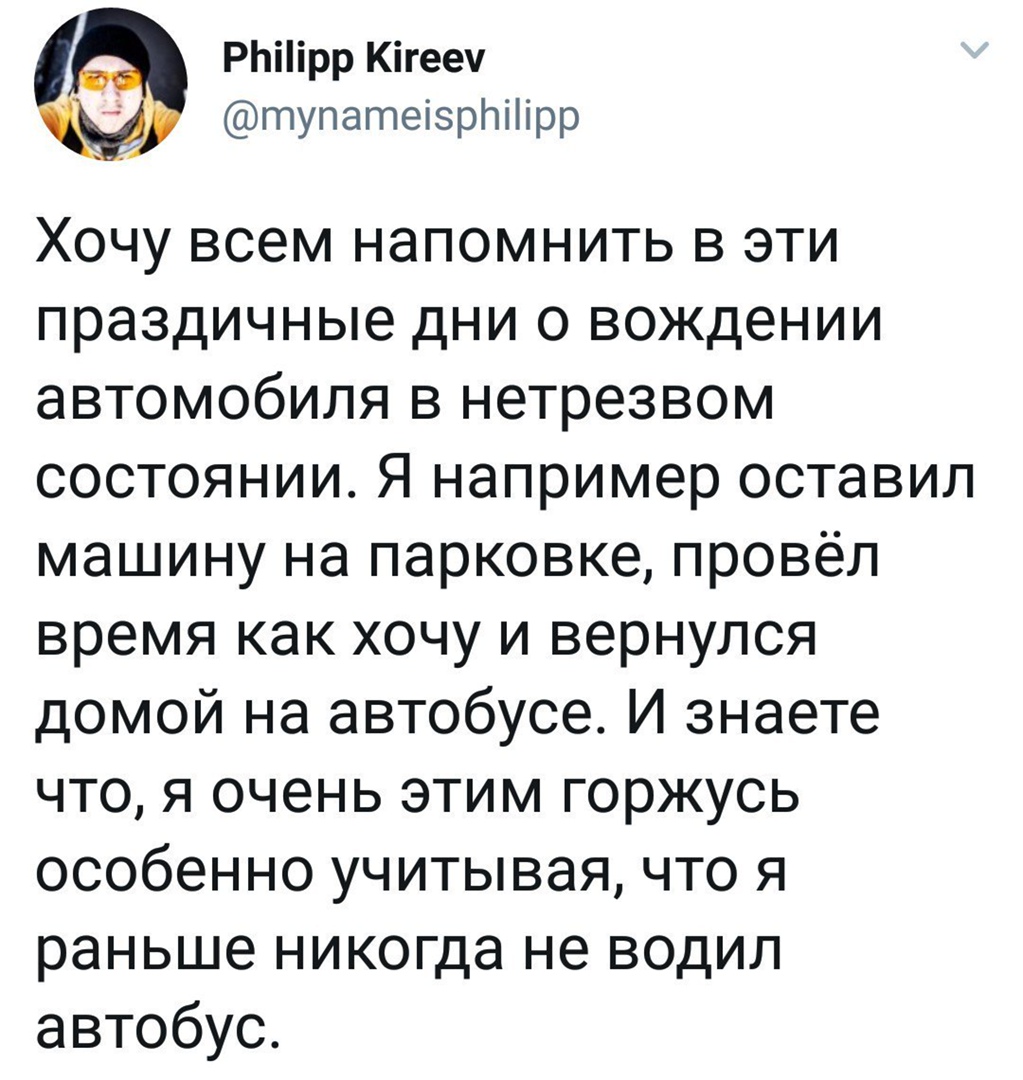 Philipp Kireev
@mynameisphilipp
Хочу всем напомнить в эти
праздичные дни о вождении
автомобиля в нетрезвом
состоянии. Я например оставил
машину на парковке, провёл
время как хочу и вернулся
домой на автобусе. И знаете
что, я очень этим горжусь
особенно учитывая, что я
раньше никогда не водил
автобус.